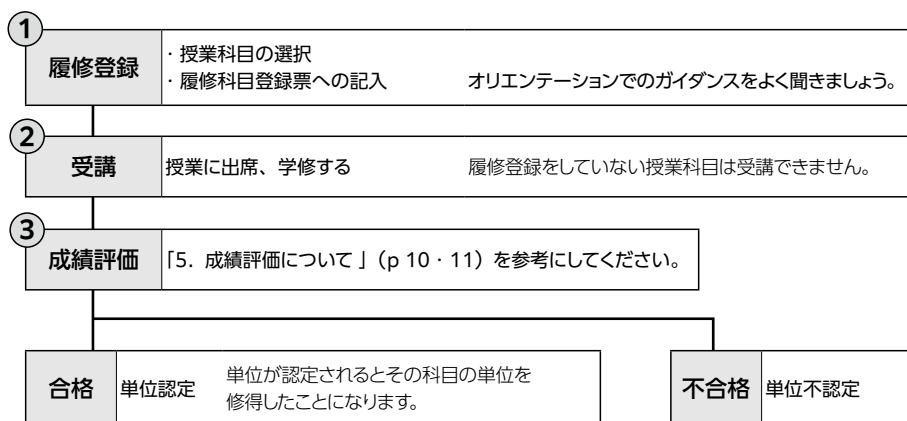 ①
履修登録
・授業科目の選択
・履修科目登録票への記入
オリエンテーションでのガイダンスをよく聞きましょう。
②
受講
授業に出席、学修する
履修登録をしていない授業科目は受講できません。
③
成績評価
「5. 成績評価について 」（p 10・11）を参考にしてください。
合格
単位認定
単位が認定されるとその科目の単位を
修得したことになります。
不合格
単位不認定